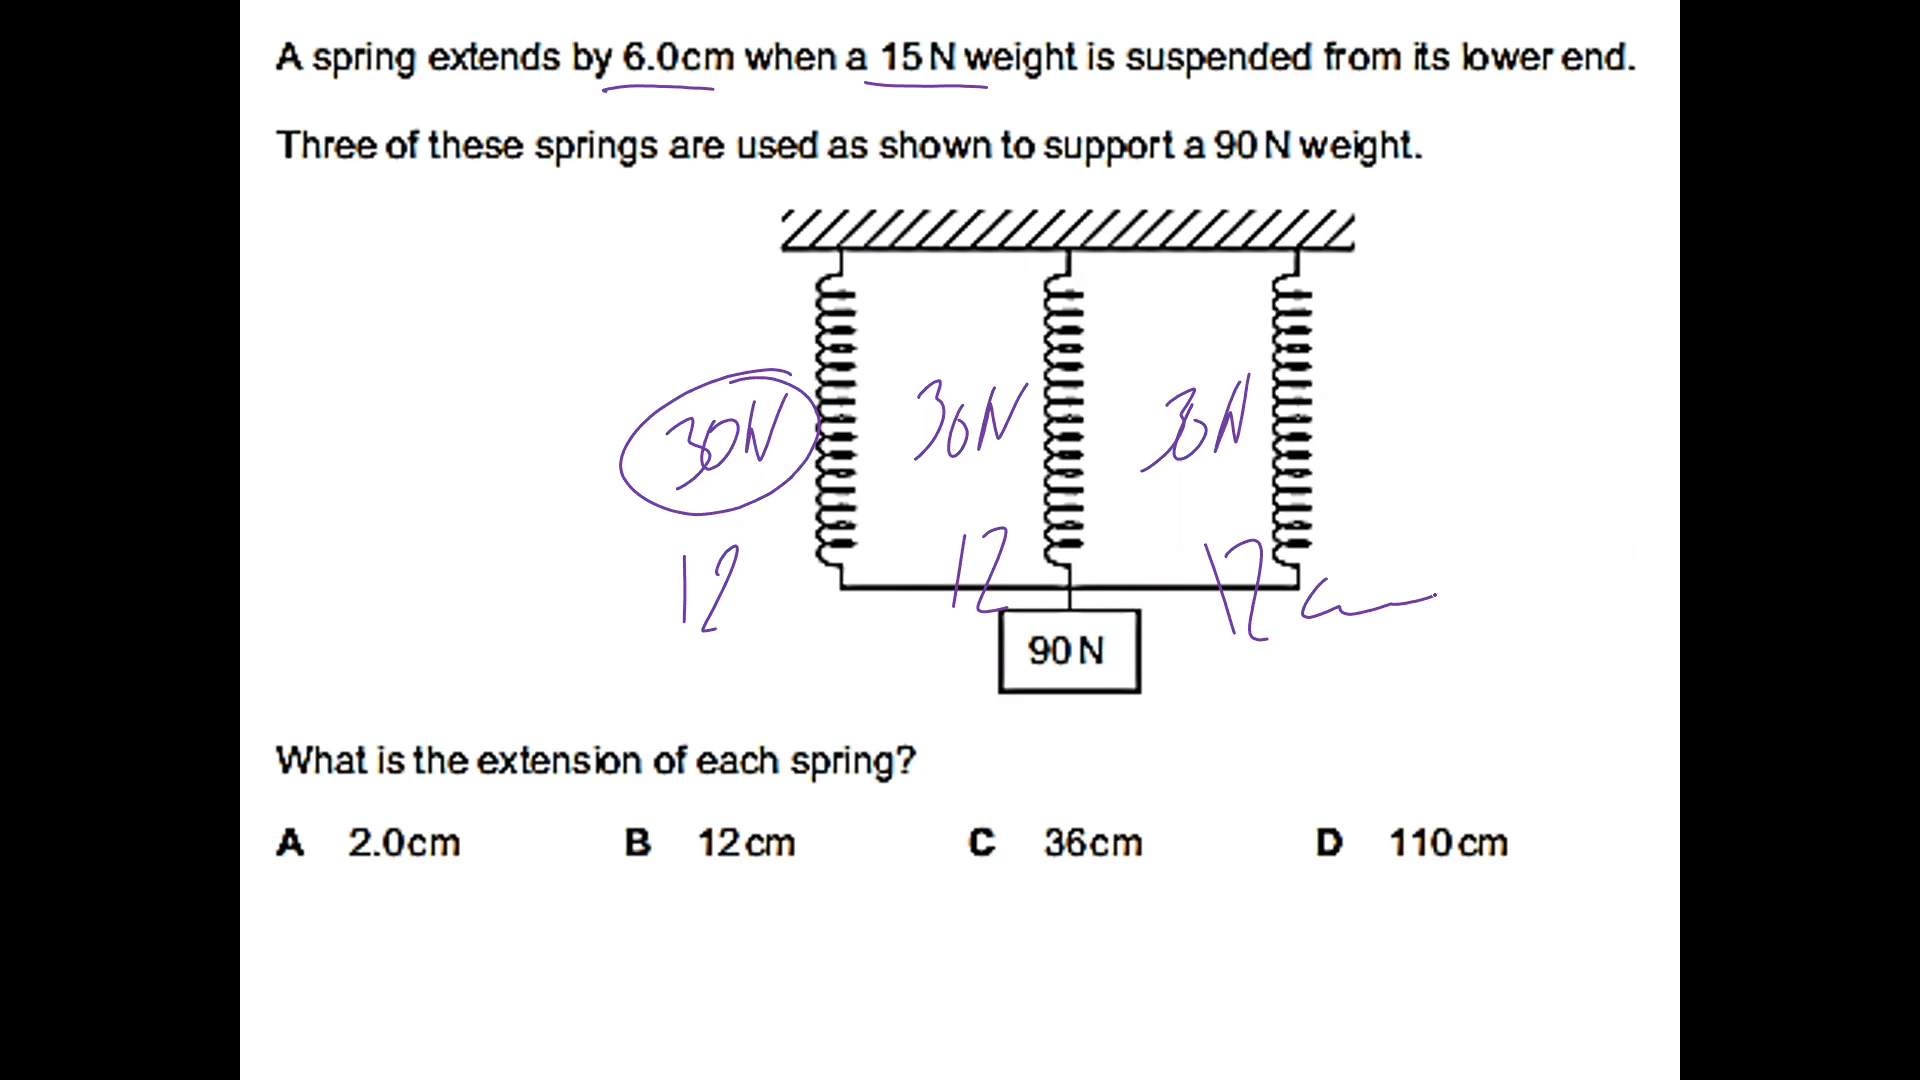 A spring extends by 6.0cm when a 15N weight is suspended from its lower end.
Three of these springs are used as shown to support a 90N weight.
30N 30N 30N
12 12 12 cm
90N
What is the extension of each spring?
A 2.0cm B 12cm C 36cm D 110cm